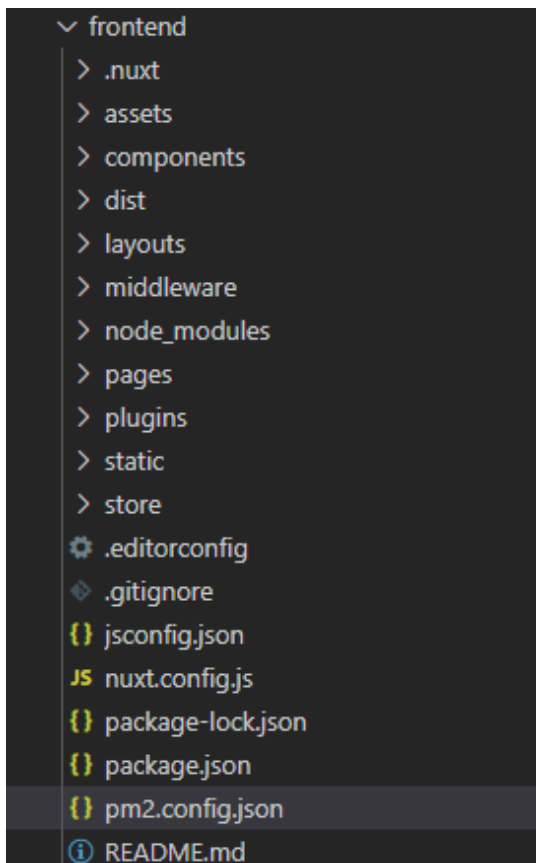 frontend
.nuxt
assets
components
dist
layouts
middleware
node_modules
pages
plugins
static
store
.editorconfig
.gitignore
{} jsconfig.json
JS nuxt.config.js
{} package-lock.json
{} package.json
{} pm2.config.json
README.md